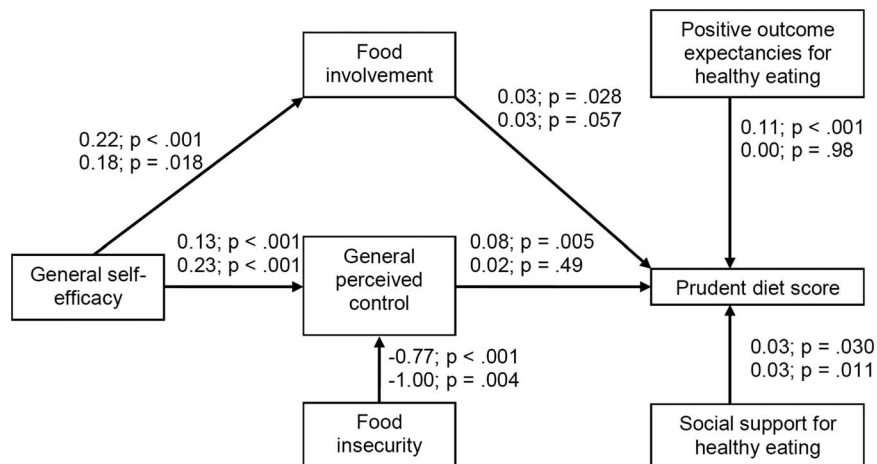 Food
involvement
Positive outcome
expectancies for
healthy eating
0.03; p = .028
0.03; p = .057
0.22; p < .001
0.18; p = .018
0.11; p < .001
0.00; p = .98
General self-
efficacy
0.13; p < .001
0.23; p < .001
General
perceived
control
0.08; p = .005
0.02; p = .49
Prudent diet score
-0.77; p < .001
-1.00; p = .004
0.03; p = .030
0.03; p = .011
Food
insecurity
Social support for
healthy eating